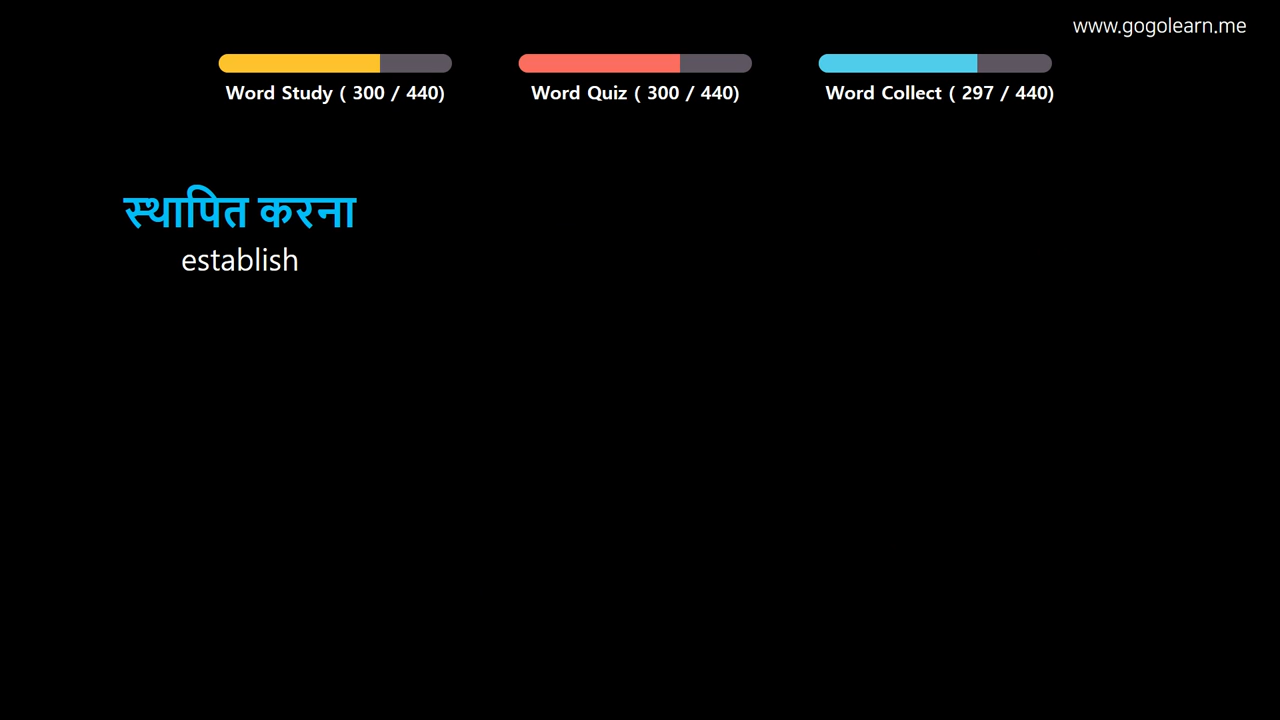 www.gogolearn.me
Word Study ( 300 / 440)
Word Quiz ( 300 / 440)
Word Collect ( 297 / 440)
स्थापित करना
establish